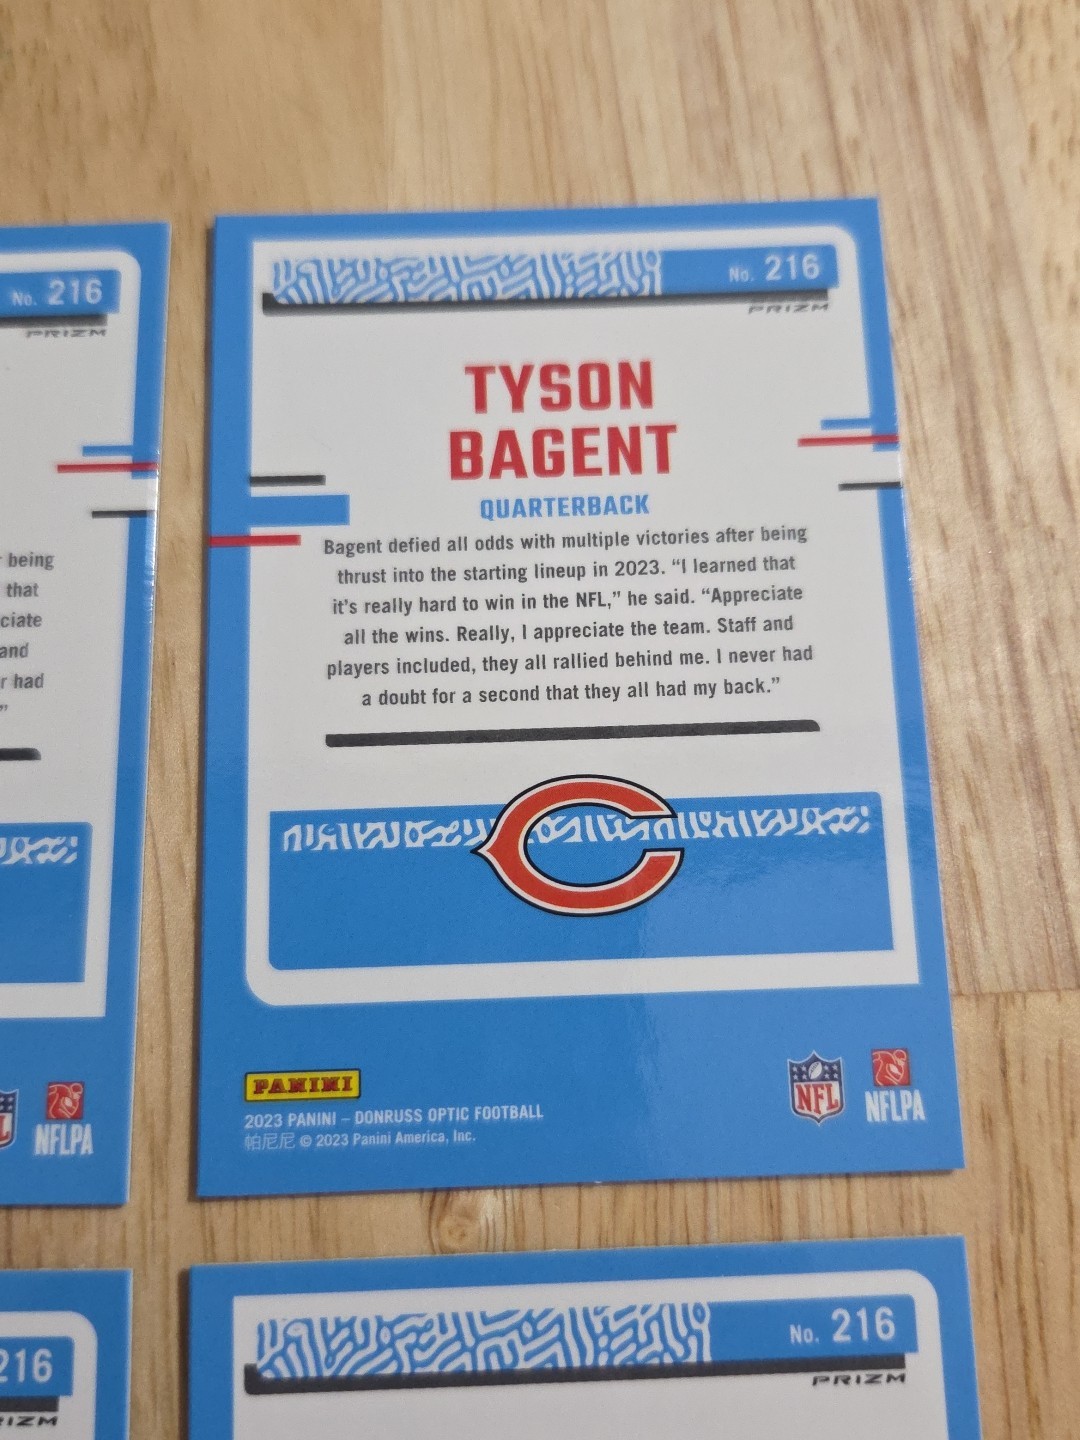 No. 216
PRIZM
being
that
ciate
and
r had
"
NFLPA
No. 216
PRIZM
TYSON
BAGENT
QUARTERBACK
Bagent defied all odds with multiple victories after being
thrust into the starting lineup in 2023. “I learned that
it's really hard to win in the NFL,” he said. “Appreciate
all the wins. Really, I appreciate the team. Staff and
players included, they all rallied behind me. I never had
a doubt for a second that they all had my back.”
PANINI
2023 PANINI – DONRUSS OPTIC FOOTBALL
帕尼尼 © 2023 Panini America, Inc.
NFL
NFLPA
216
RIZM
No. 216
PRIZM